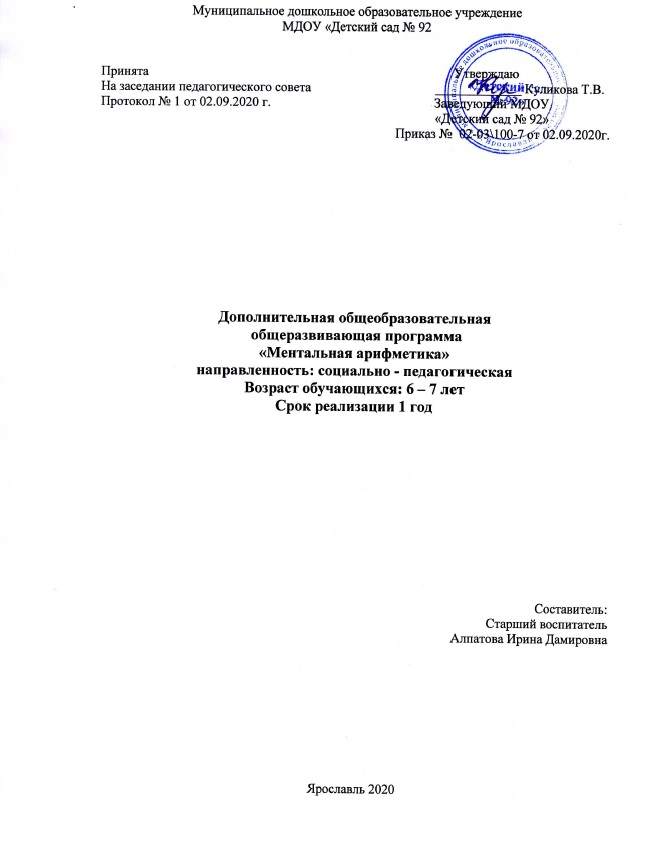 Муниципальное дошкольное образовательное учреждение
МДОУ «Детский сад № 92
Принята
На заседании педагогического совета
Протокол № 1 от 02.09.2020 г.
Утверждаю
Куликова Т.В.
Заведующий МДОУ
«Детский сад № 92»
Приказ № 02-03\100-7 от 02.09.2020г.
Дополнительная общеобразовательная
общеразвивающая программа
«Ментальная арифметика»
направленность: социально - педагогическая
Возраст обучающихся: 6 – 7 лет
Срок реализации 1 год
Составитель:
Старший воспитатель
Алпатова Ирина Дамировна
Ярославль 2020